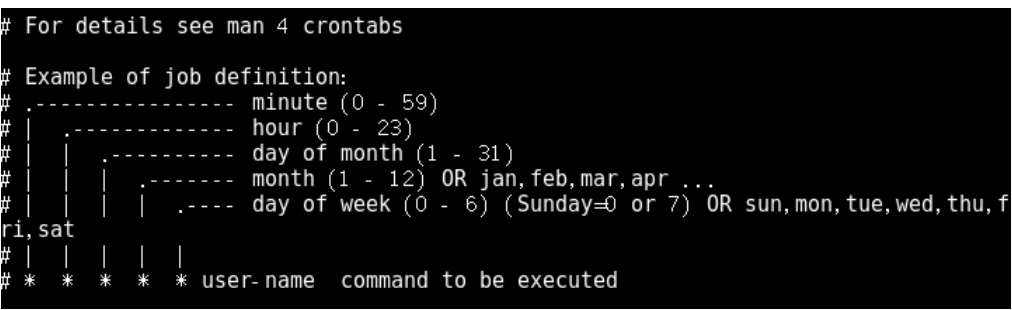 # For details see man 4 crontabs

# Example of job definition:
# .---------------- minute (0 - 59)
# |  .------------- hour (0 - 23)
# |  |  .---------- day of month (1 - 31)
# |  |  |  .------- month (1 - 12) OR jan,feb,mar,apr ...
# |  |  |  |  .---- day of week (0 - 6) (Sunday=0 or 7) OR sun,mon,tue,wed,thu,f
ri,sat
# |  |  |  |  |
# *  *  *  *  * user-name  command to be executed